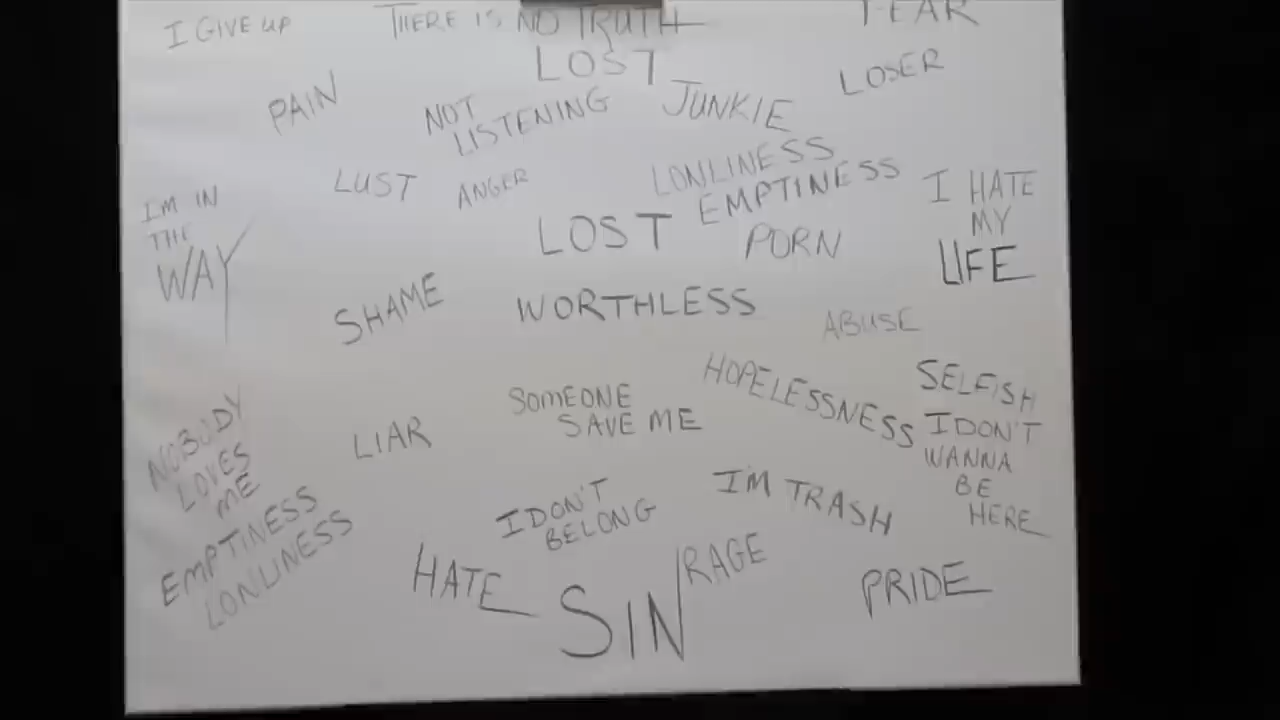 I GIVE UP
THERE IS NO TRUTH
FEAR
LOST
PAIN
NOT
LISTENING
JUNKIE
LOSER
LUST
ANGER
LONLINESS
EMPTINESS
I HATE
MY
LIFE
I'M IN
THE
WAY
LOST
PORN
SHAME
WORTHLESS
ABUSE
NOBODY
LOVES
ME
LIAR
SOMEONE
SAVE ME
HOPELESSNESS
SELFISH
I DON'T
WANNA
BE
HERE
EMPTINESS
LONLINESS
I DON'T
BELONG
I'M TRASH
HATE
SIN
RAGE
PRIDE